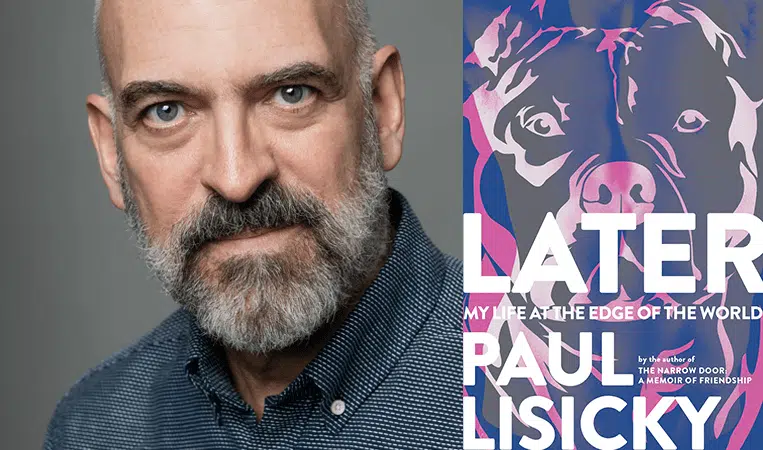 LATER
MY LIFE AT THE EDGE OF THE WORLD
PAUL
by the author of
THE NARROW DOOR:
A MEMOIR OF FRIENDSHIP
LISICKY